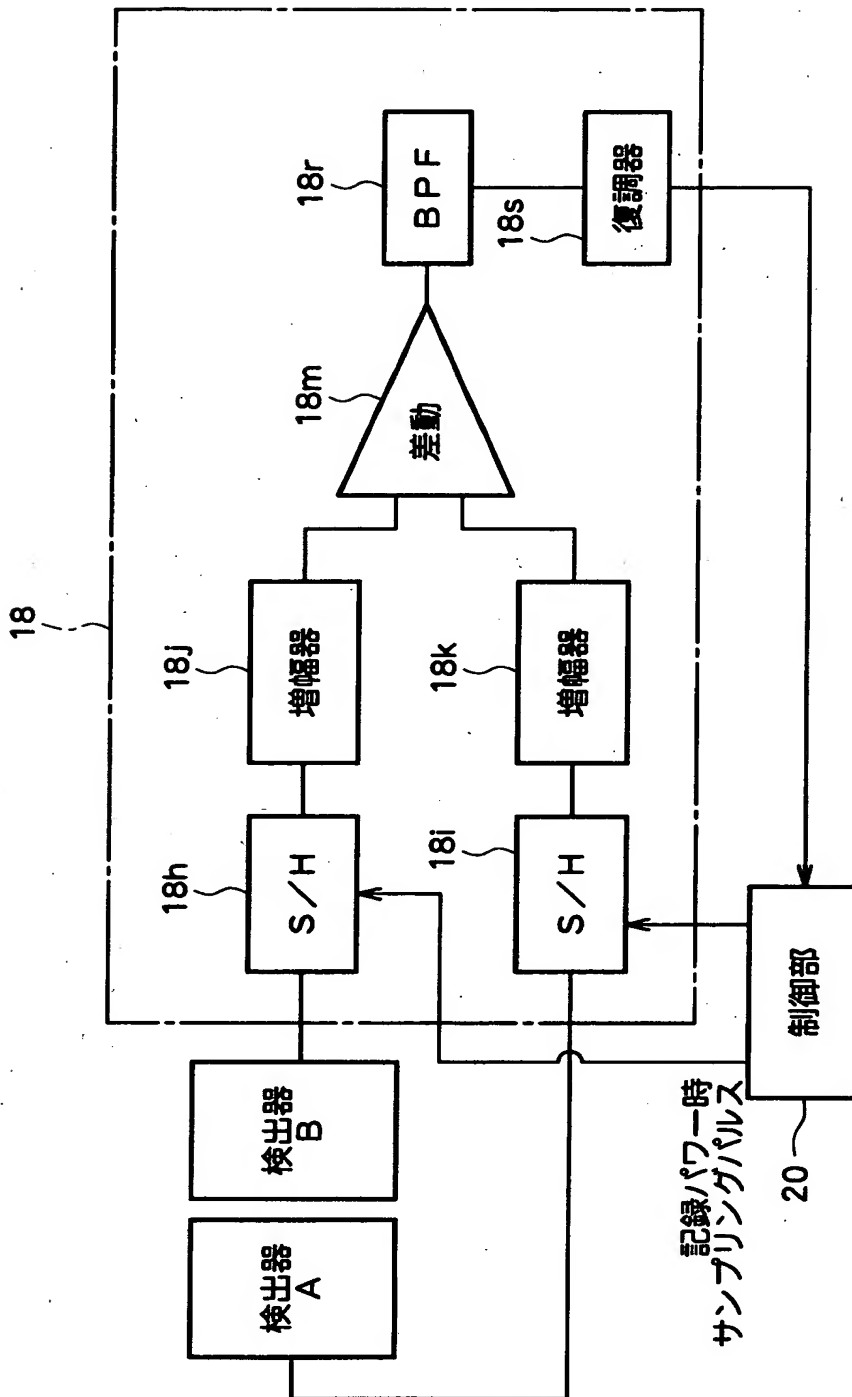 18
検出器
A
検出器
B
18h
S/H
18j
増幅器
18i
S/H
18k
増幅器
18m
差動
18r
BPF
18s
復調器
記録パワー時
サンプリングパルス
制御部
20